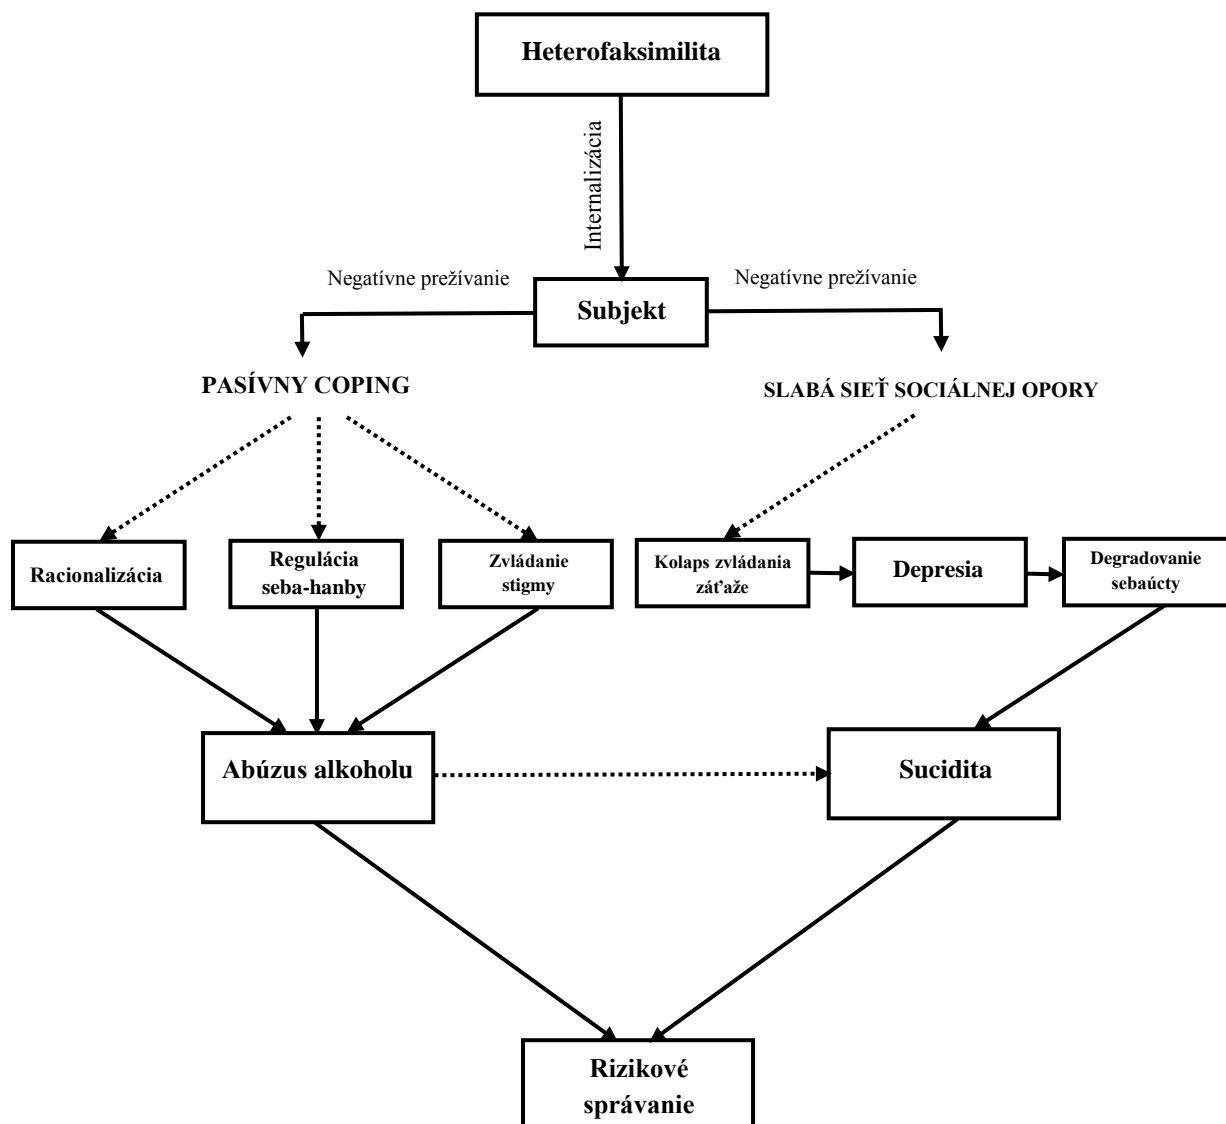 Heterofaksimilita
Internalizácia
Negatívne prežívanie
Negatívne prežívanie
Subjekt
PASÍVNY COPING
SLABÁ SIEŤ SOCIÁLNEJ OPORY
Racionalizácia
Regulácia
seba-hanby
Zvládanie
stigmy
Kolaps zvládania
záťaže
Depresia
Degradovanie
sebaúcty
Abúzus alkoholu
Sucidita
Rizikové
správanie